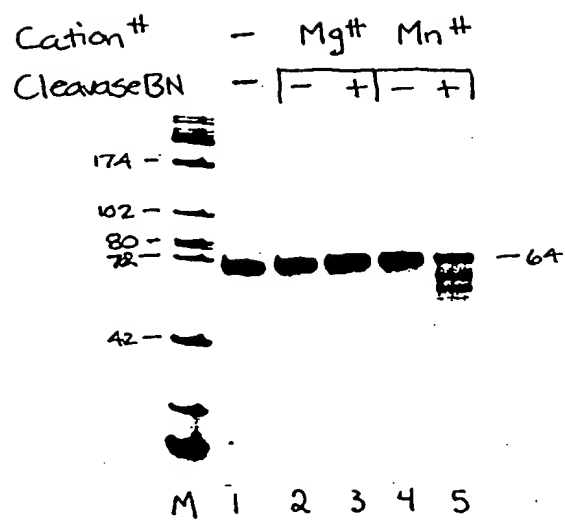 Cation++ - Mg++ Mn++
CleavaseBN - - + - +
174 -
102 -
80 -
72 -
- 64
42 -
M 1 2 3 4 5